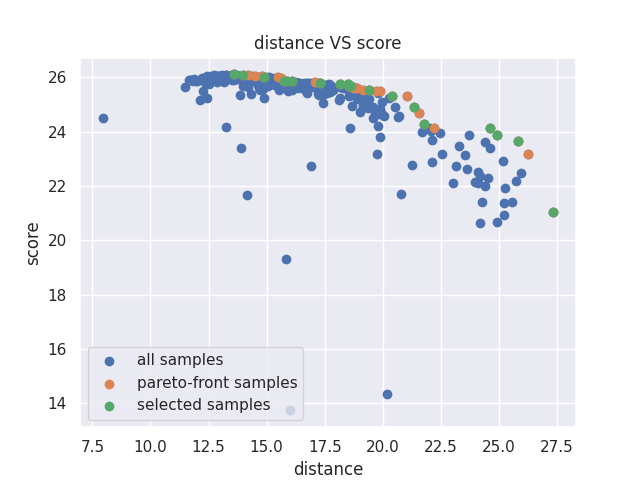 distance VS score
26
24
22
20
18
16
14
score
all samples
pareto-front samples
selected samples
7.5 10.0 12.5 15.0 17.5 20.0 22.5 25.0 27.5
distance